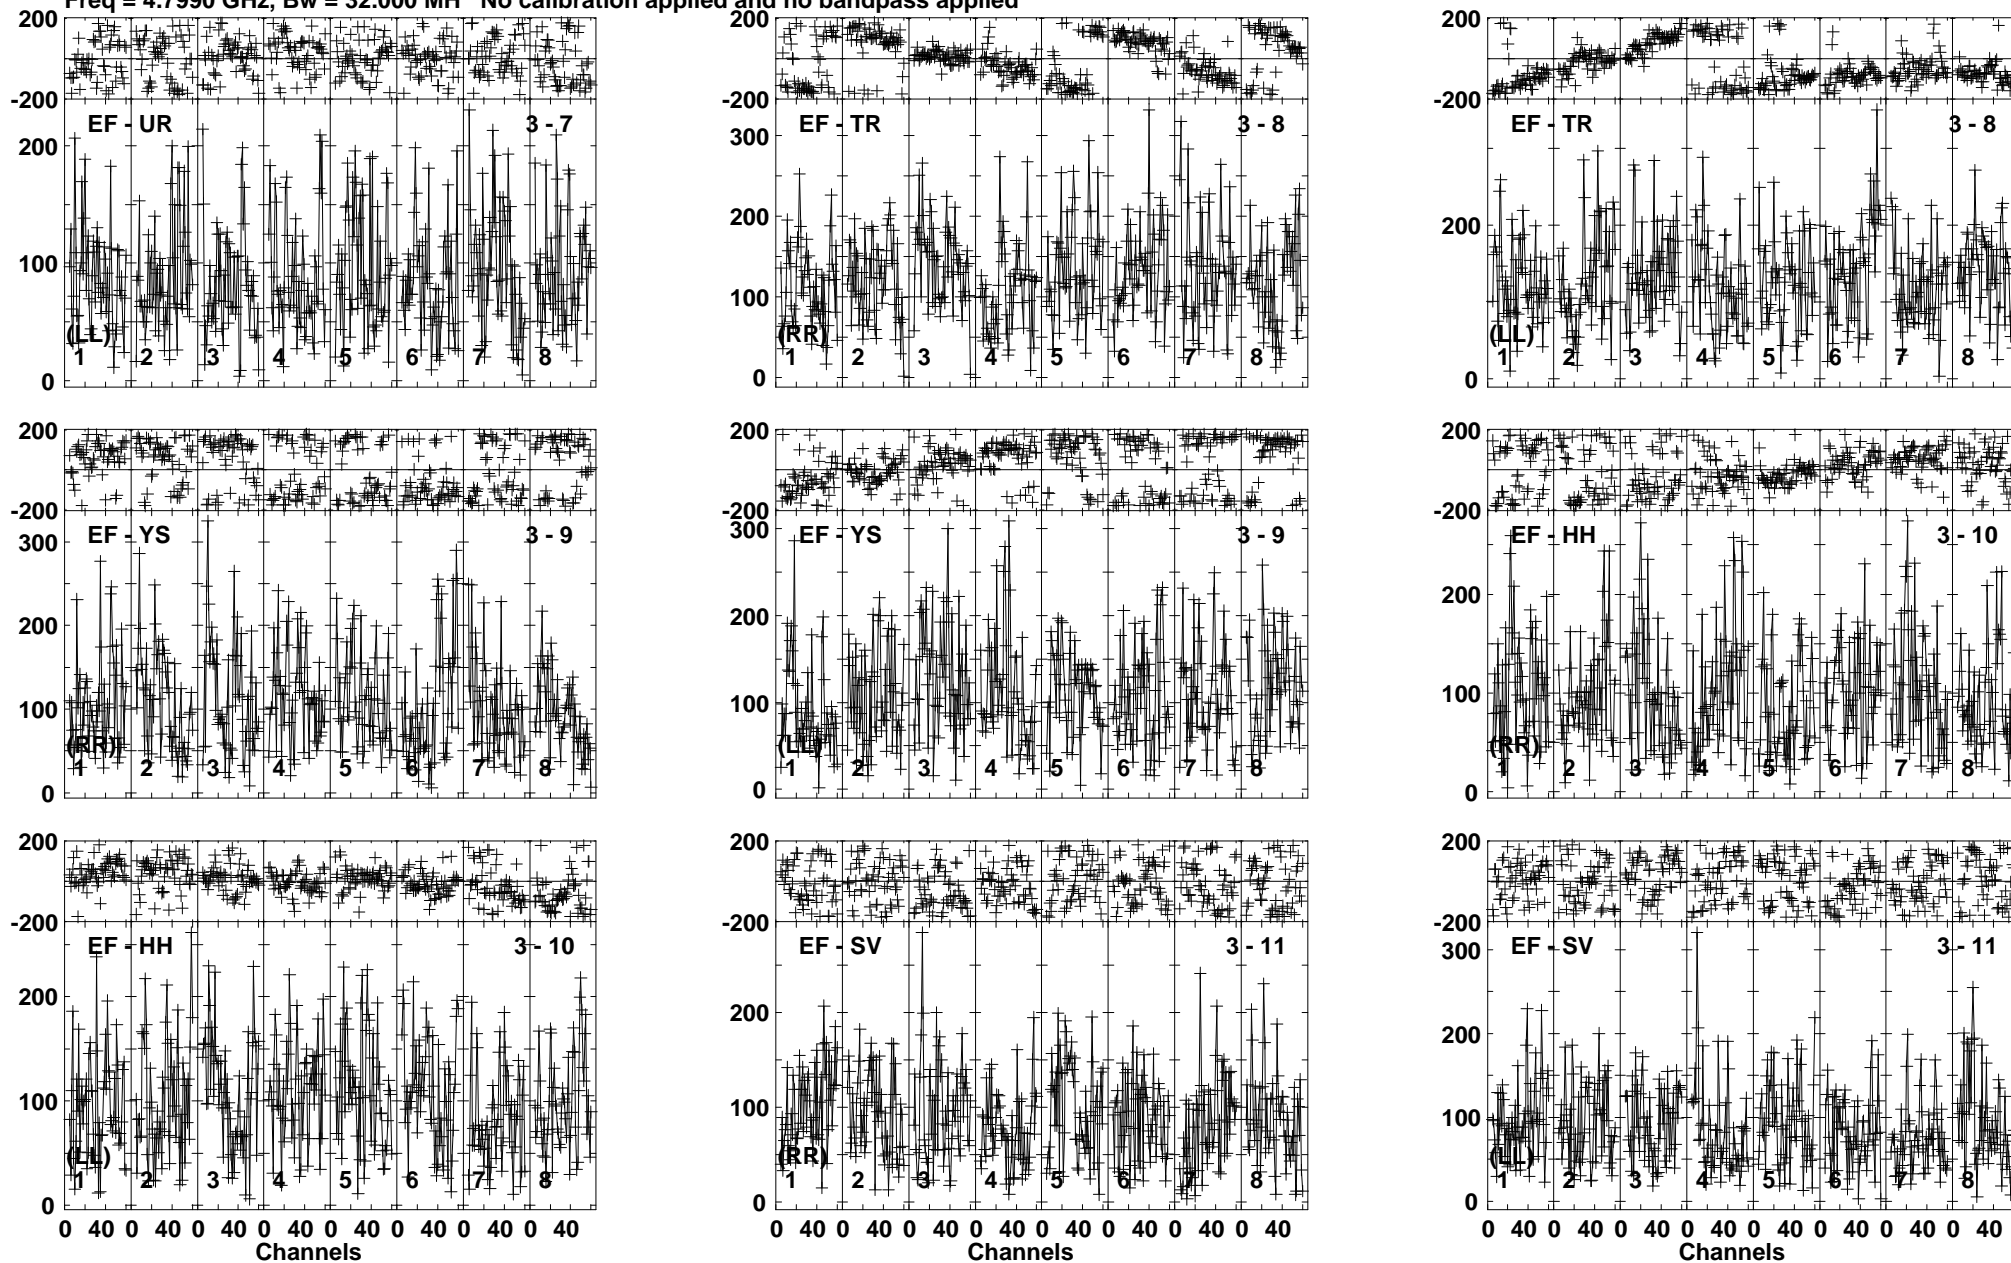 Freq = 4.7990 GHz, Bw = 32.000 MH No calibration applied and no bandpass applied
200 200 200
-200 -200 -200
EF - UR 3 - 7 EF - TR 3 - 8 EF - TR 3 - 8
200 300
200 200
100 100
(LL) (RR) (LL)
1 2 3 4 5 6 7 8 1 2 3 4 5 6 7 8 1 2 3 4 5 6 7 8
0 0 0
200 200 200
-200 -200 -200
EF - YS 3 - 9 EF - YS 3 - 9 EF - HH 3 - 10
300 300
200 200 200
100 100 100
(RR) (LL) (RR)
1 2 3 4 5 6 7 8 1 2 3 4 5 6 7 8 1 2 3 4 5 6 7 8
0 0 0
200 200 200
-200 -200 -200
EF - HH 3 - 10 EF - SV 3 - 11 EF - SV 3 - 11
300
200 200 200
100 100 100
(LL) (RR) (LL)
1 2 3 4 5 6 7 8 1 2 3 4 5 6 7 8 1 2 3 4 5 6 7 8
0 0 0
0 40 0 40 0 40 0 40 0 40 0 40 0 40 0 40 0 40 0 40 0 40 0 40 0 40 0 40 0 40 0 40 0 40 0 40 0 40 0 40 0 40 0 40 0 40 0 40
Channels Channels